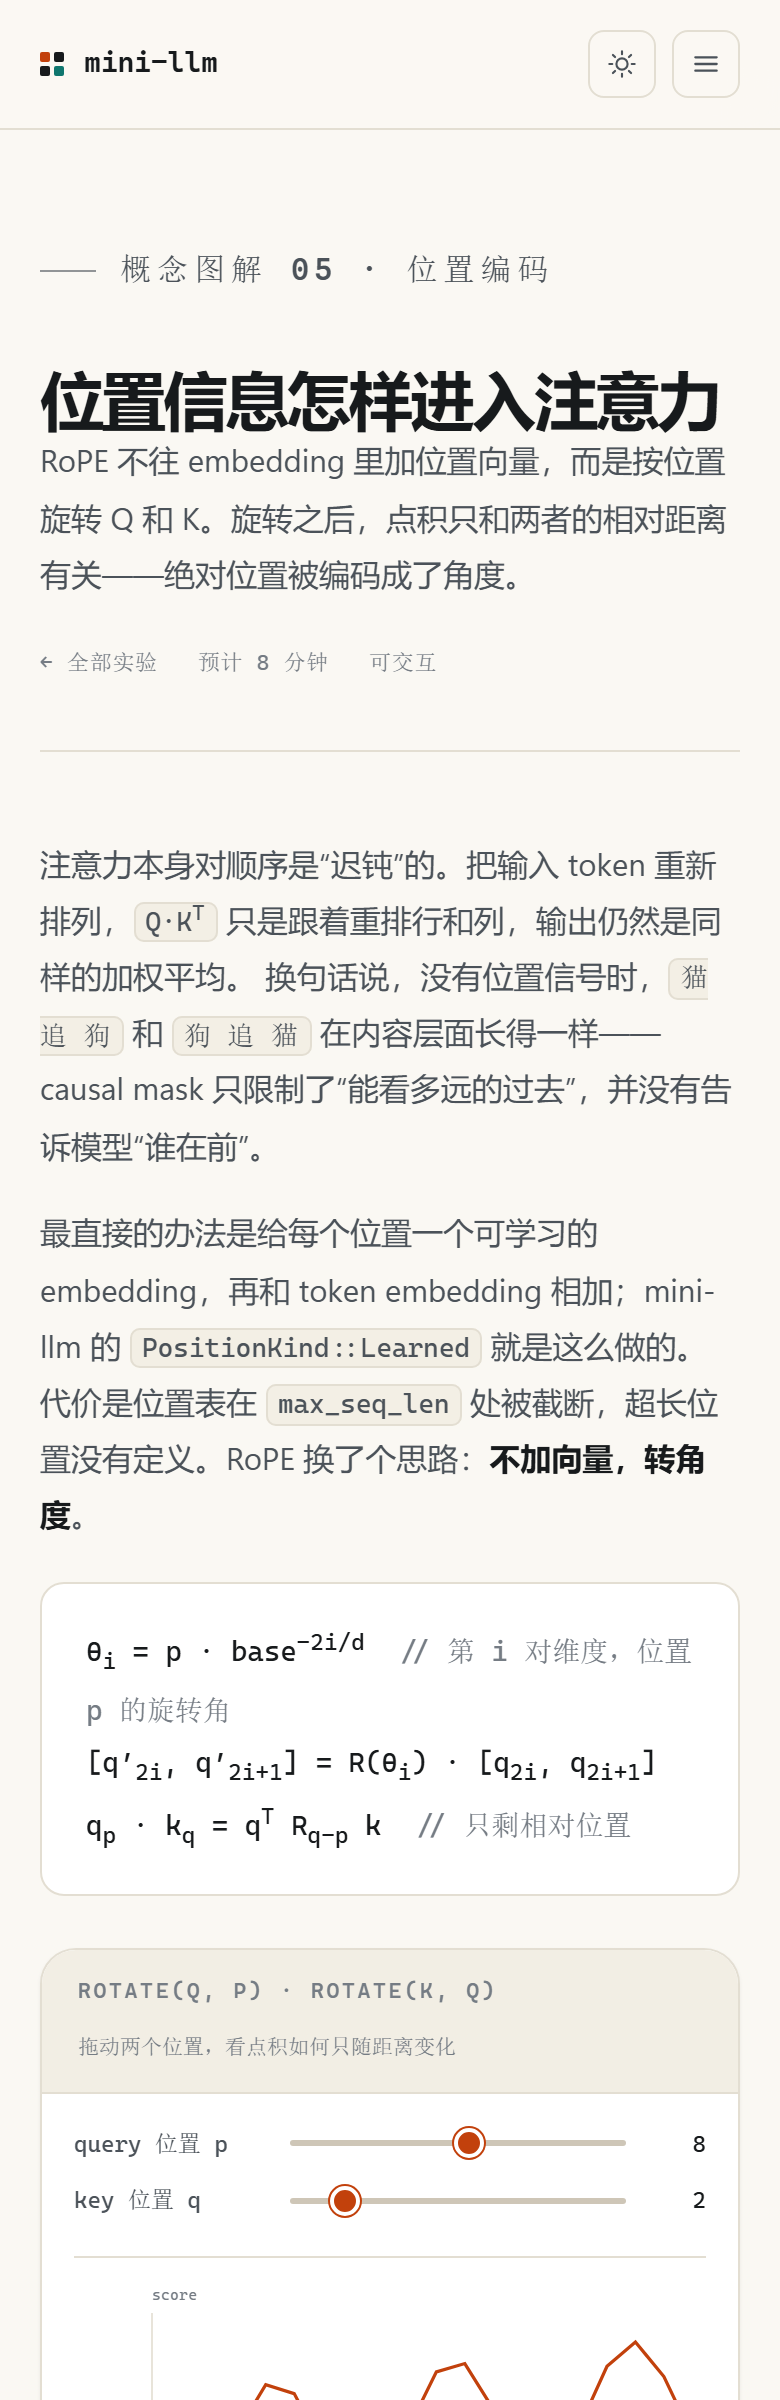 mini-llm
概念图解 05 · 位置编码
位置信息怎样进入注意力
RoPE 不往 embedding 里加位置向量，而是按位置
旋转 Q 和 K。旋转之后，点积只和两者的相对距离
有关——绝对位置被编码成了角度。
← 全部实验 预计 8 分钟 可交互
注意力本身对顺序是“迟钝”的。把输入 token 重新
排列，Q·Kᵀ 只是跟着重排行和列，输出仍然是同
样的加权平均。 换句话说，没有位置信号时，猫
追 狗 和 狗 追 猫 在内容层面长得一样——
causal mask 只限制了“能看多远的过去”，并没有告
诉模型“谁在前”。
最直接的办法是给每个位置一个可学习的
embedding，再和 token embedding 相加；mini-
llm 的 PositionKind::Learned 就是这么做的。
代价是位置表在 max_seq_len 处被截断，超长位
置没有定义。RoPE 换了个思路：不加向量，转角
度。
θᵢ = p · base^−2i/d // 第 i 对维度，位置
p 的旋转角
[q′₂ᵢ, q′₂ᵢ₊₁] = R(θᵢ) · [q₂ᵢ, q₂ᵢ₊₁]
q_p · k_q = qᵀ R_q−p k // 只剩相对位置
ROTATE(Q, P) · ROTATE(K, Q)
拖动两个位置，看点积如何只随距离变化
query 位置 p 8
key 位置 q 2
score